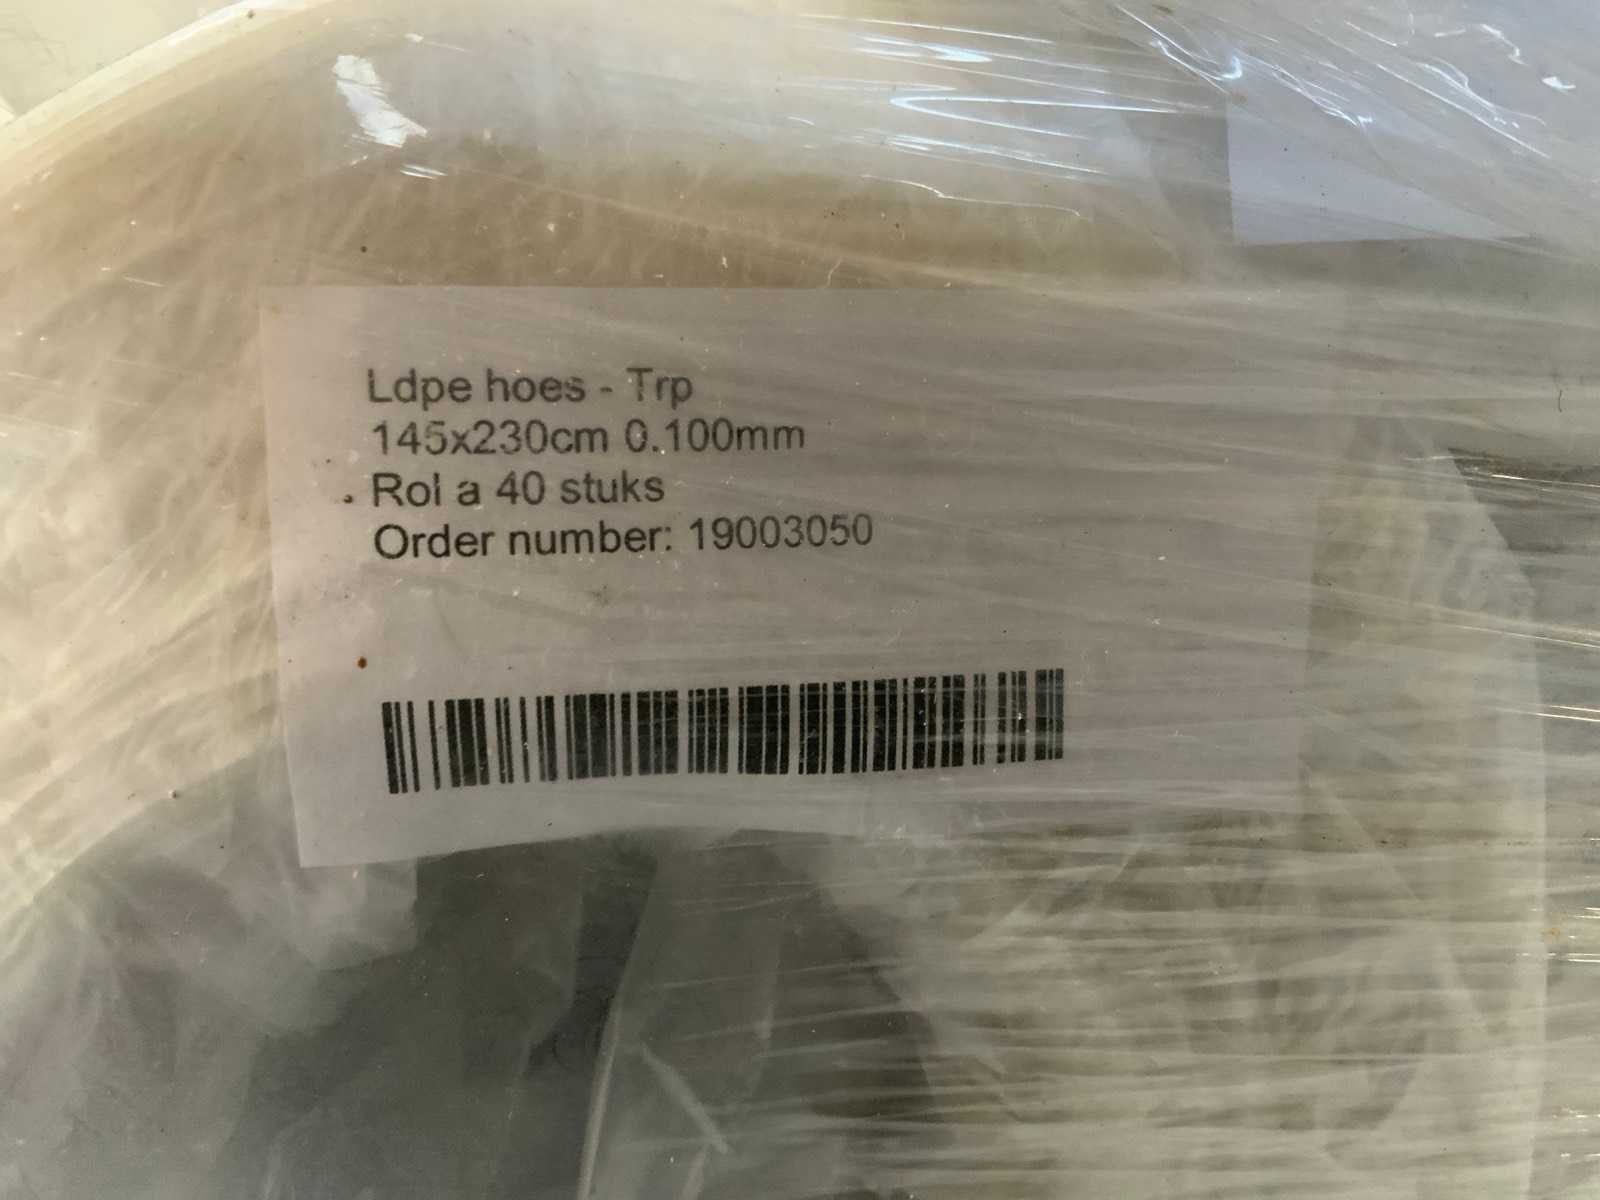 Ldpe hoes - Trp
145x230cm 0.100mm
Rol a 40 stuks
Order number: 19003050